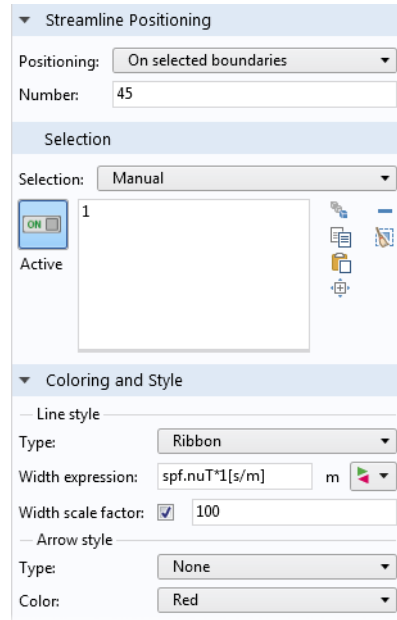 Streamline Positioning
Positioning: On selected boundaries
Number: 45
Selection
Selection: Manual
ON 1
Active
Coloring and Style
Line style
Type: Ribbon
Width expression: spf.nuT*1[s/m] m
Width scale factor: 100
Arrow style
Type: None
Color: Red